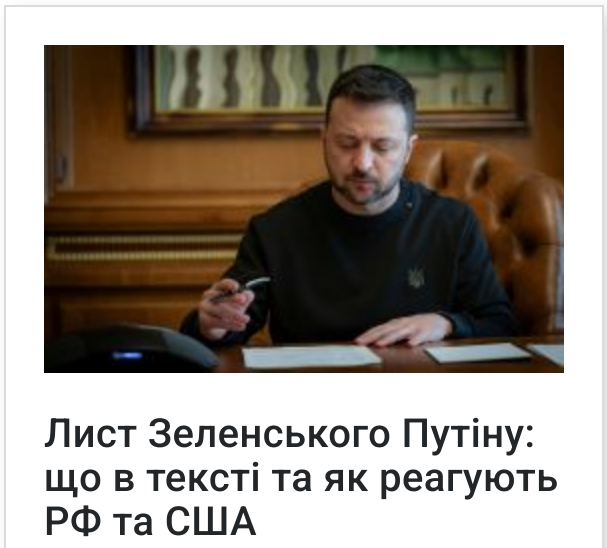 Лист Зеленського Путіну:
що в тексті та як реагують
РФ та США